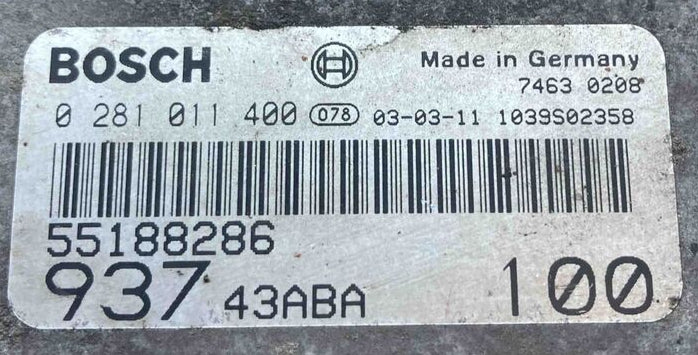 BOSCH Made in Germany
7463 0208
0 281 011 400 078 03-03-11 1039S02358
55188286
937 43ABA 100